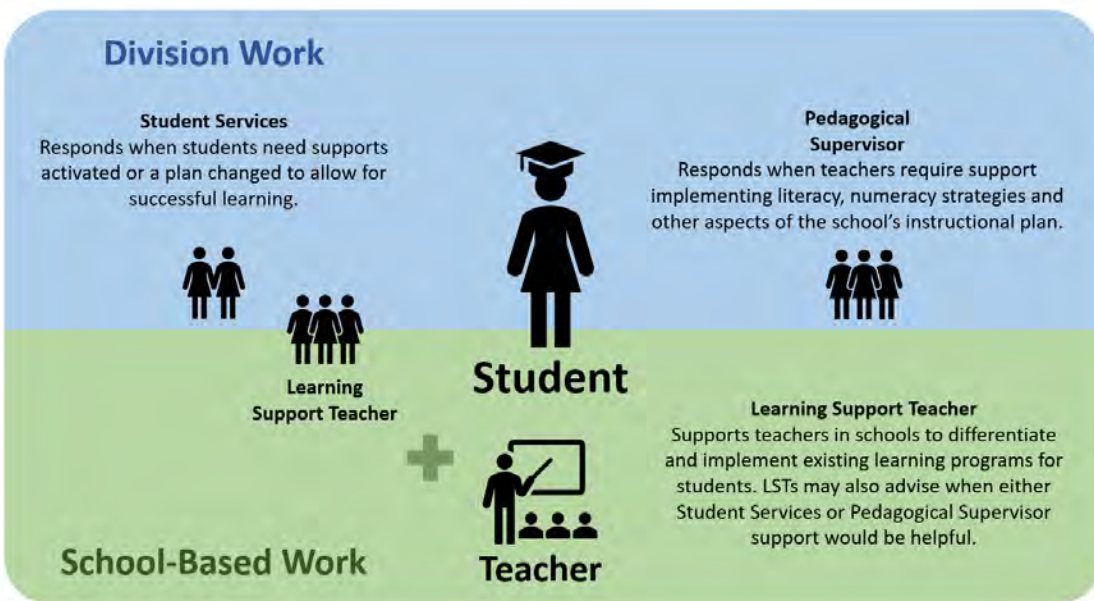 Division Work
Student Services
Responds when students need supports
activated or a plan changed to allow for
successful learning.
Pedagogical
Supervisor
Responds when teachers require support
implementing literacy, numeracy strategies and
other aspects of the school's instructional plan.
Learning
Support Teacher
Student
Learning Support Teacher
Supports teachers in schools to differentiate
and implement existing learning programs for
students. LSTs may also advise when either
Student Services or Pedagogical Supervisor
support would be helpful.
School-Based Work
Teacher